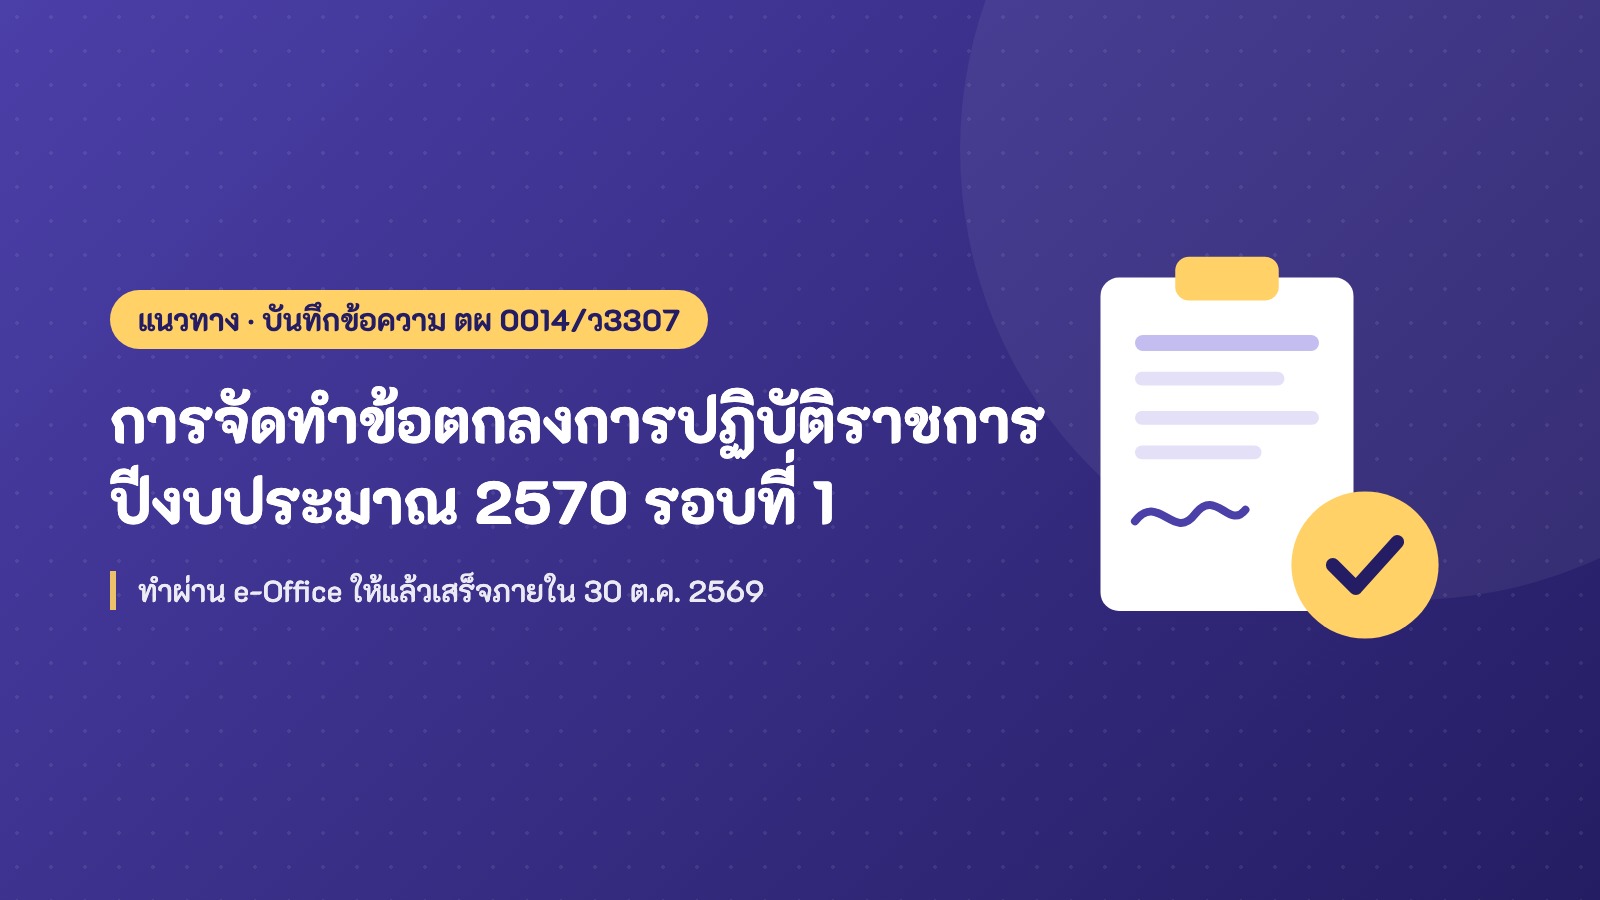 แนวทาง · บันทึกข้อความ ตผ 0014/ว3307
การจัดทำข้อตกลงการปฏิบัติราชการ
ปีงบประมาณ 2570 รอบที่ 1
ทำผ่าน e-Office ให้แล้วเสร็จภายใน 30 ต.ค. 2569